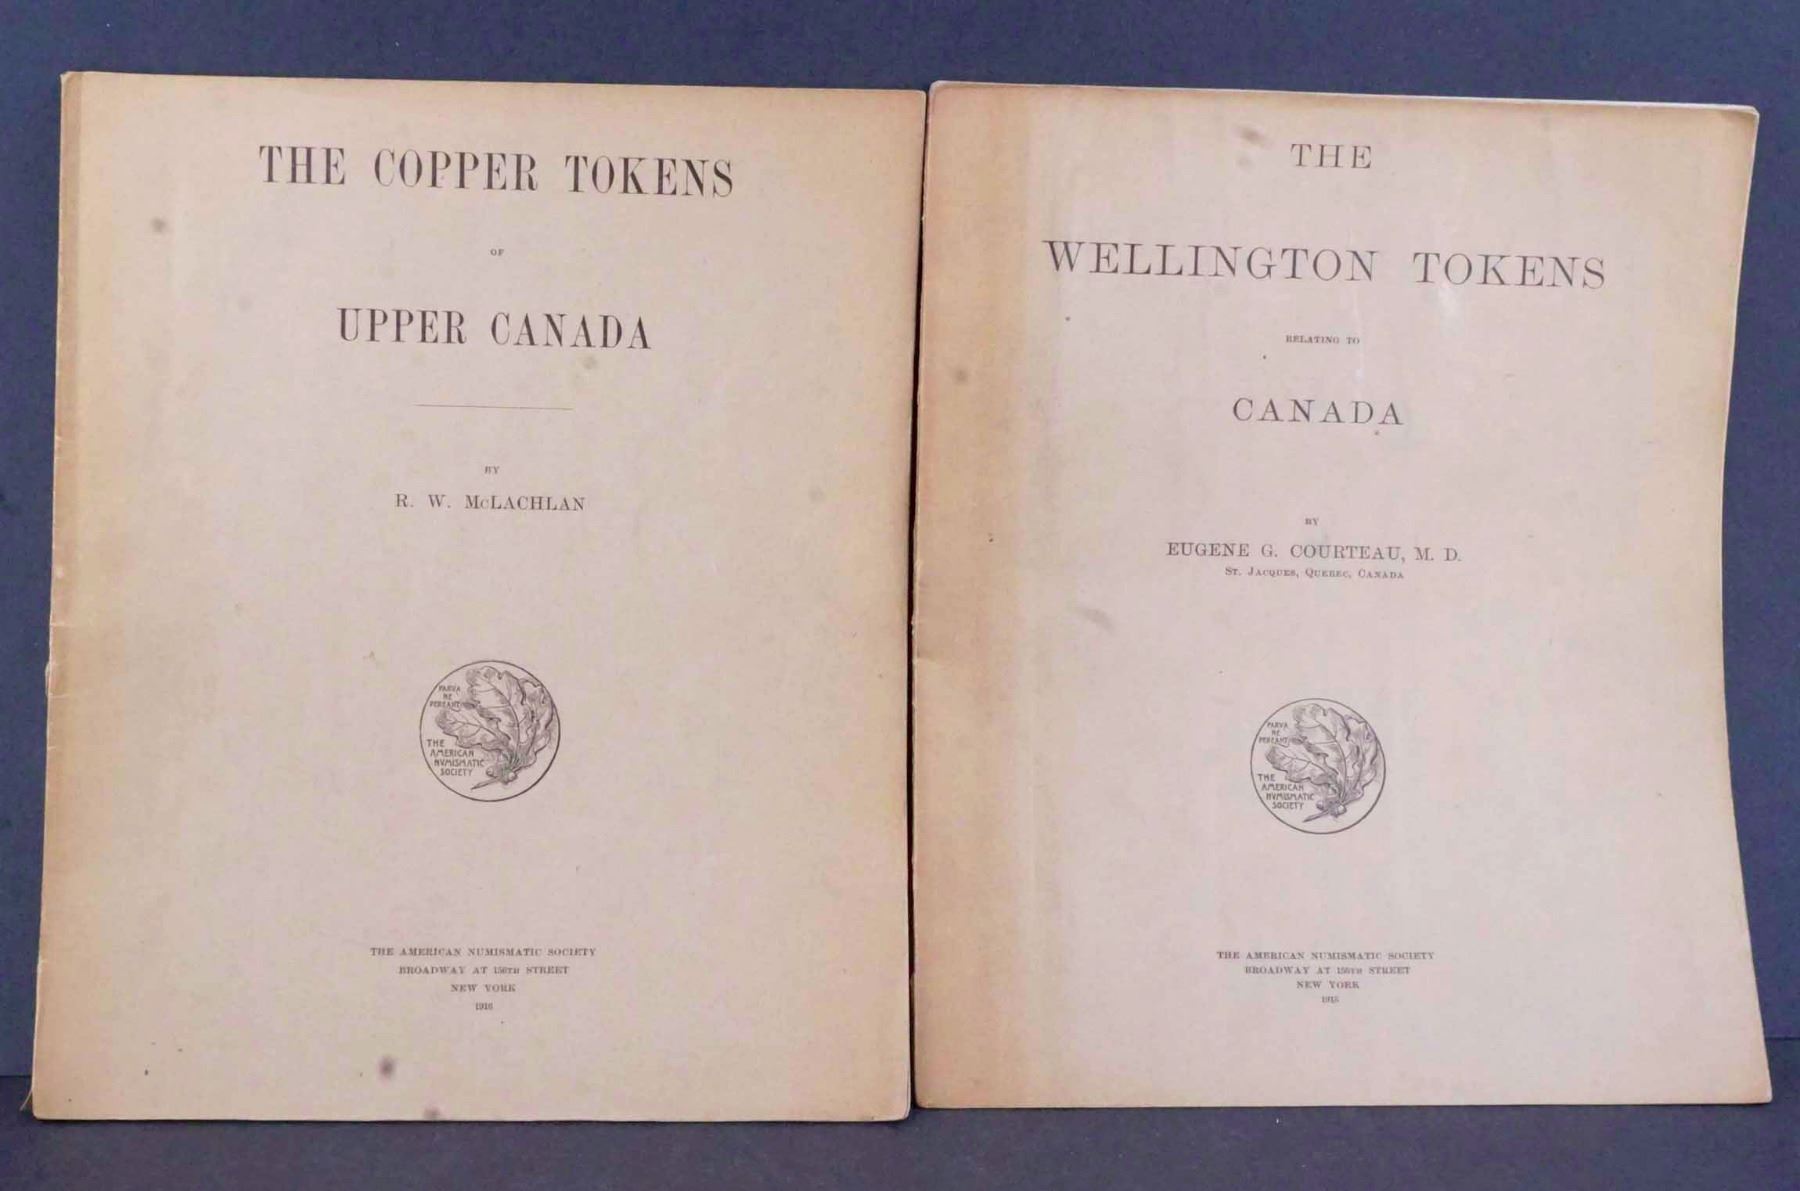 THE COPPER TOKENS
OF
UPPER CANADA
BY
R. W. McLACHLAN
PARVA
NE
PEREANT
THE
AMERICAN
NUMISMATIC
SOCIETY
THE AMERICAN NUMISMATIC SOCIETY
BROADWAY AT 156TH STREET
NEW YORK
1916
THE
WELLINGTON TOKENS
RELATING TO
CANADA
BY
EUGENE G. COURTEAU, M. D.
ST. JACQUES, QUEBEC, CANADA
PARVA
NE
PEREANT
THE
AMERICAN
NUMISMATIC
SOCIETY
THE AMERICAN NUMISMATIC SOCIETY
BROADWAY AT 156TH STREET
NEW YORK